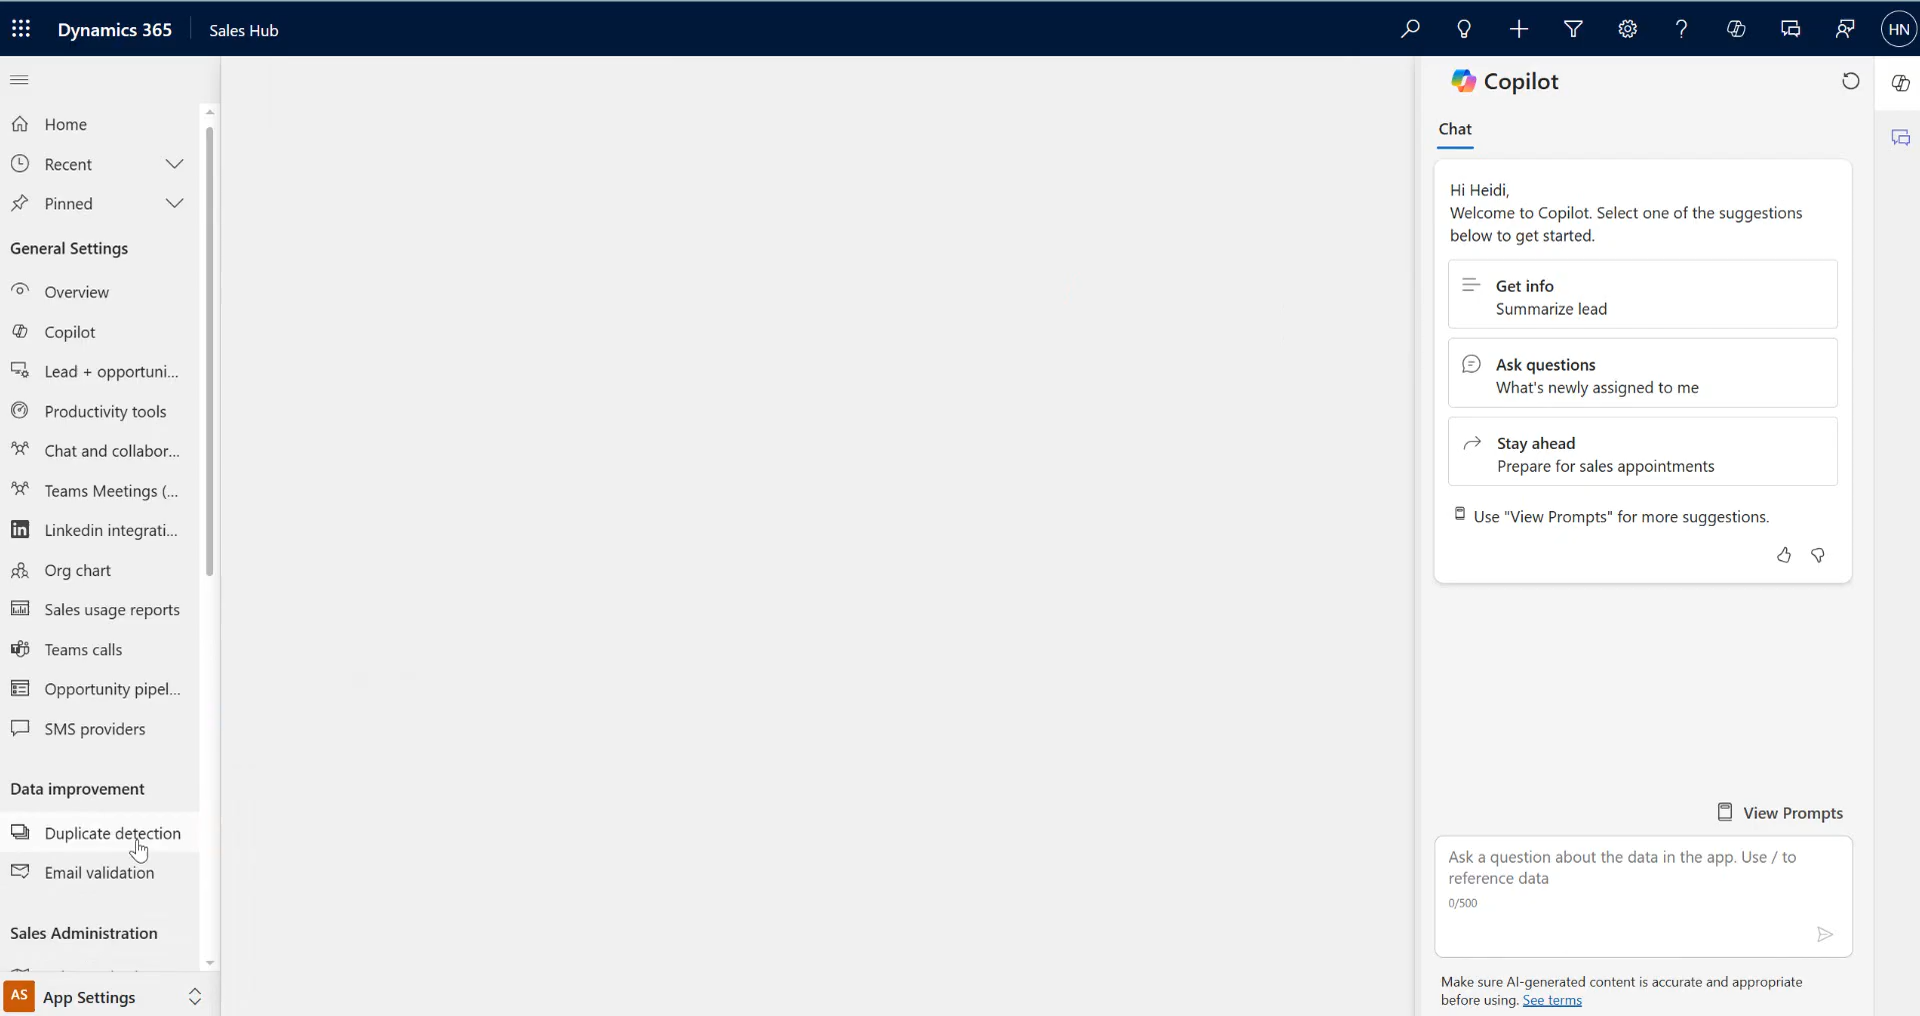 Dynamics 365
Sales Hub
HN
Home
Recent
Pinned
General Settings
Overview
Copilot
Lead + opportuni...
Productivity tools
Chat and collabor...
Teams Meetings (...
Linkedin integrati...
Org chart
Sales usage reports
Teams calls
Opportunity pipel...
SMS providers
Data improvement
Duplicate detection
Email validation
Sales Administration
AS
App Settings
Copilot
Chat
Hi Heidi,
Welcome to Copilot. Select one of the suggestions
below to get started.
Get info
Summarize lead
Ask questions
What's newly assigned to me
Stay ahead
Prepare for sales appointments
Use "View Prompts" for more suggestions.
View Prompts
Ask a question about the data in the app. Use / to
reference data
0/500
Make sure AI-generated content is accurate and appropriate
before using. See terms